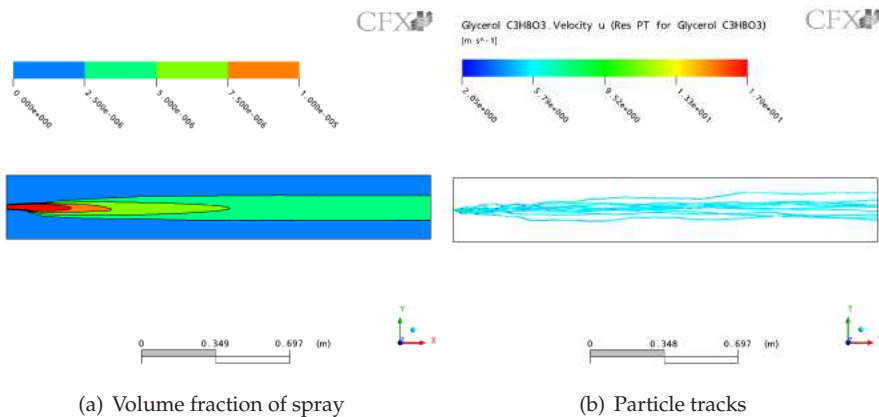 CFX
0.000e+000
2.500e-006
5.000e-006
7.500e-006
1.000e-005
Y
X
Z
0 0.349 0.697 (m)
(a) Volume fraction of spray
Glycerol C3H8O3.Velocity u (Res PT for Glycerol C3H8O3)
[m s^-1]
CFX
2.05e+000
5.79e+000
9.52e+000
1.33e+001
1.70e+001
Y
0 0.348 0.697 (m)
(b) Particle tracks